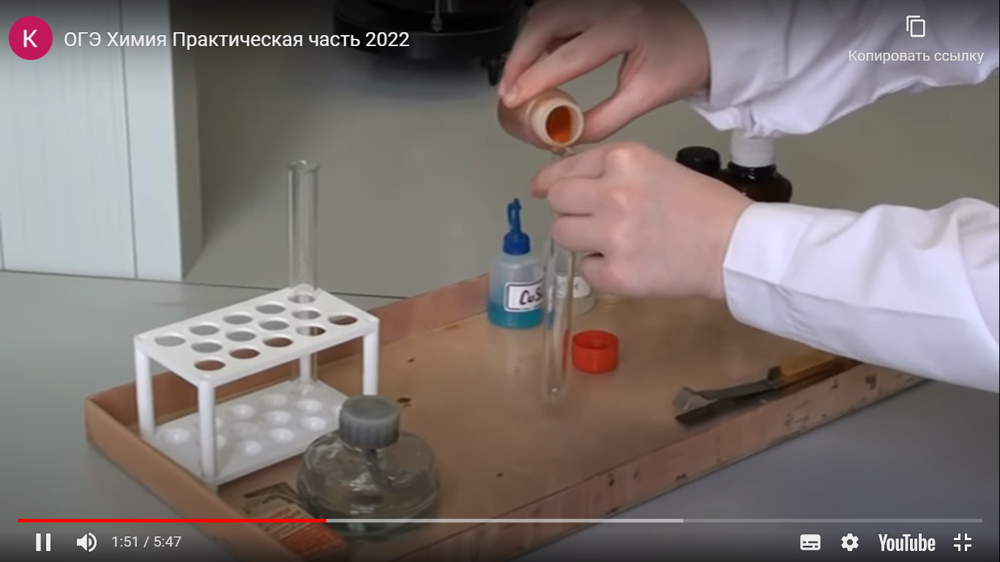 К
ОГЭ Химия Практическая часть 2022
Копировать ссылку
1:51 / 5:47
YouTube